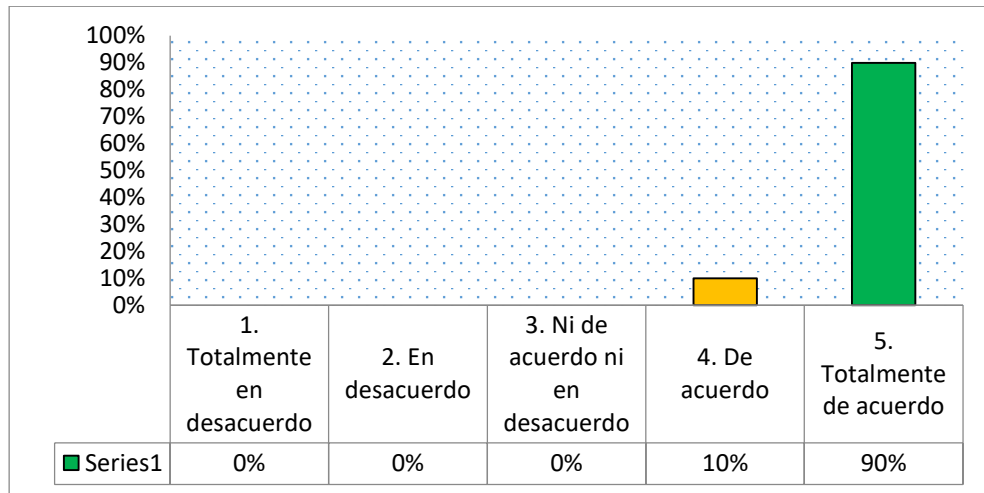 100%
90%
80%
70%
60%
50%
40%
30%
20%
10%
0%
1.
Totalmente
en
desacuerdo
2. En
desacuerdo
3. Ni de
acuerdo ni
en
desacuerdo
4. De
acuerdo
5.
Totalmente
de acuerdo
Series1 0% 0% 0% 10% 90%